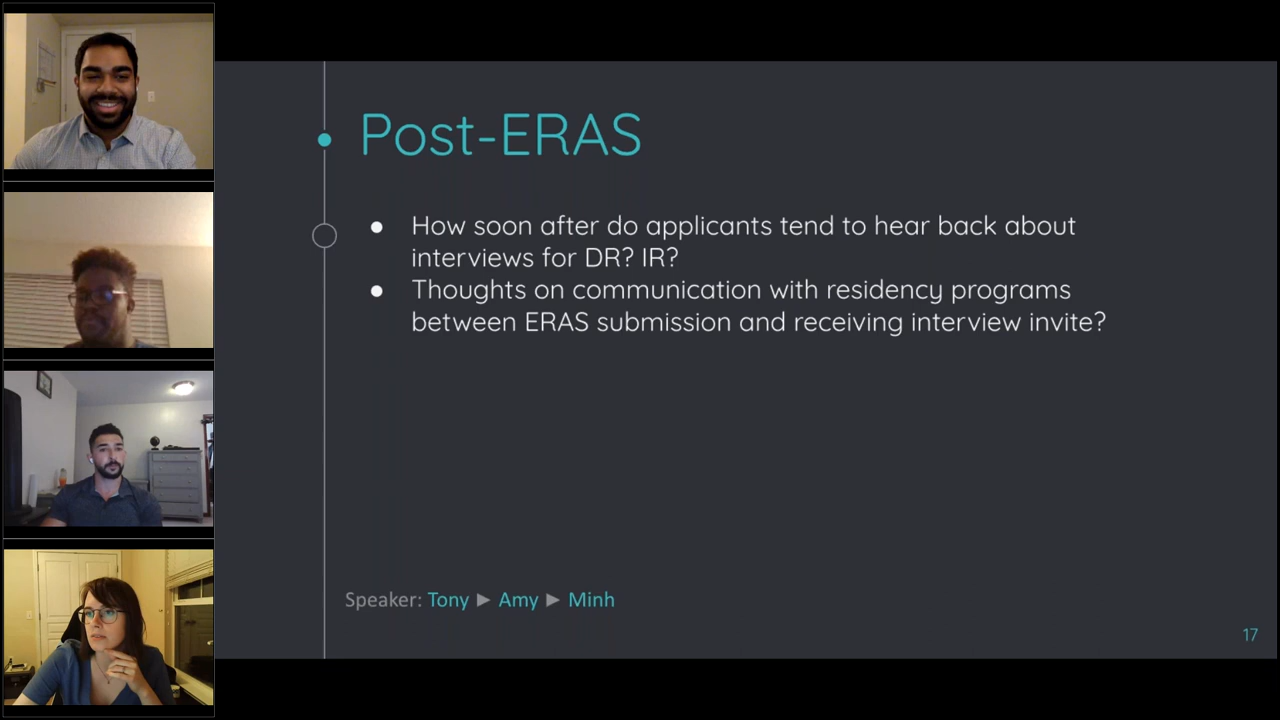 Post-ERAS
● How soon after do applicants tend to hear back about
interviews for DR? IR?
● Thoughts on communication with residency programs
between ERAS submission and receiving interview invite?
Speaker: Tony ► Amy ► Minh
17